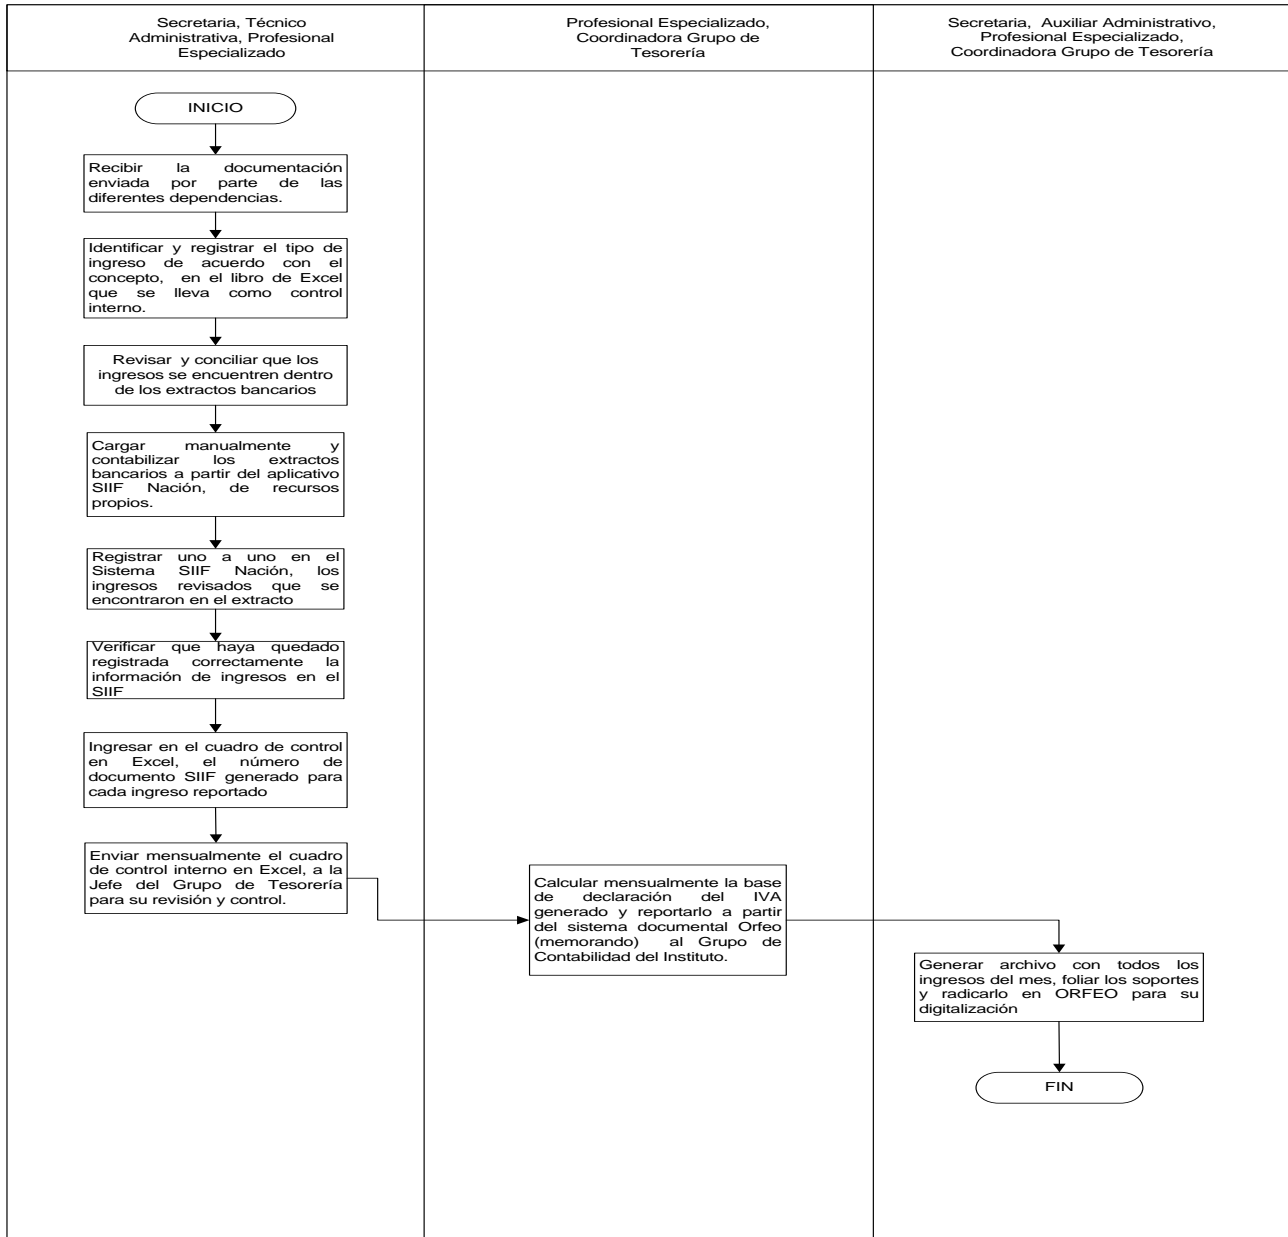 Secretaria, Técnico
Administrativa, Profesional
Especializado
Profesional Especializado,
Coordinadora Grupo de
Tesorería
Secretaria, Auxiliar Administrativo,
Profesional Especializado,
Coordinadora Grupo de Tesorería
INICIO
Recibir la documentación
enviada por parte de las
diferentes dependencias.
Identificar y registrar el tipo de
ingreso de acuerdo con el
concepto, en el libro de Excel
que se lleva como control
interno.
Revisar y conciliar que los
ingresos se encuentren dentro
de los extractos bancarios
Cargar manualmente y
contabilizar los extractos
bancarios a partir del aplicativo
SIIF Nación, de recursos
propios.
Registrar uno a uno en el
Sistema SIIF Nación, los
ingresos revisados que se
encontraron en el extracto
Verificar que haya quedado
registrada correctamente la
información de ingresos en el
SIIF
Ingresar en el cuadro de control
en Excel, el número de
documento SIIF generado para
cada ingreso reportado
Enviar mensualmente el cuadro
de control interno en Excel, a la
Jefe del Grupo de Tesorería
para su revisión y control.
Calcular mensualmente la base
de declaración del IVA
generado y reportarlo a partir
del sistema documental Orfeo
(memorando) al Grupo de
Contabilidad del Instituto.
Generar archivo con todos los
ingresos del mes, foliar los soportes
y radicarlo en ORFEO para su
digitalización
FIN